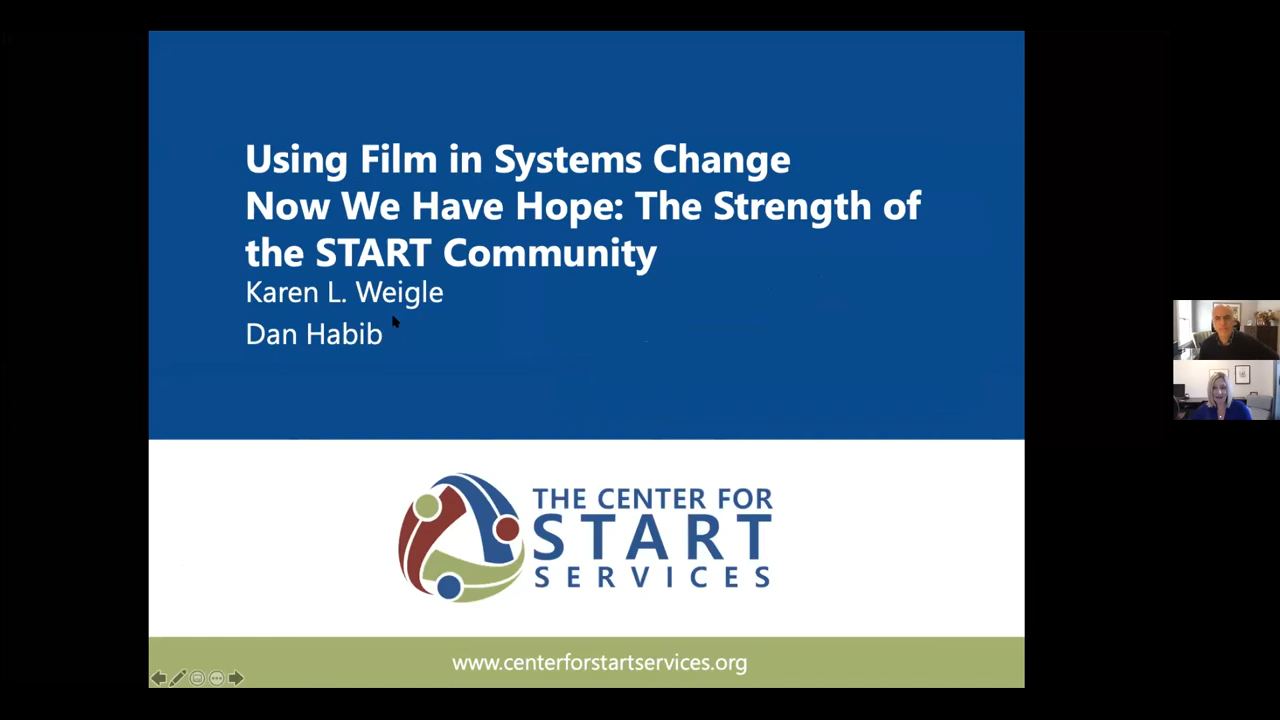 Using Film in Systems Change
Now We Have Hope: The Strength of
the START Community
Karen L. Weigle
Dan Habib
THE CENTER FOR
START
SERVICES
www.centerforstartservices.org